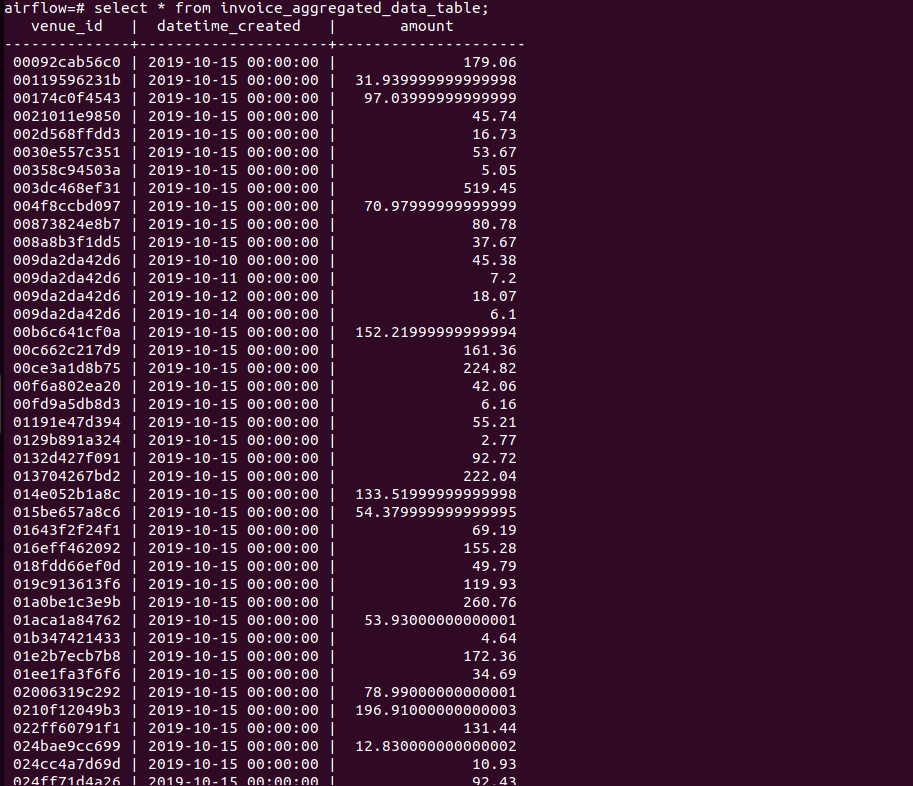 airflow=# select * from invoice_aggregated_data_table;
   venue_id   |  datetime_created   |       amount
--------------+---------------------+---------------------
 00092cab56c0 | 2019-10-15 00:00:00 |              179.06
 00119596231b | 2019-10-15 00:00:00 |  31.939999999999998
 00174c0f4543 | 2019-10-15 00:00:00 |   97.03999999999999
 0021011e9850 | 2019-10-15 00:00:00 |               45.74
 002d568ffdd3 | 2019-10-15 00:00:00 |               16.73
 0030e557c351 | 2019-10-15 00:00:00 |               53.67
 00358c94503a | 2019-10-15 00:00:00 |                5.05
 003dc468ef31 | 2019-10-15 00:00:00 |              519.45
 004f8ccbd097 | 2019-10-15 00:00:00 |   70.97999999999999
 00873824e8b7 | 2019-10-15 00:00:00 |               80.78
 008a8b3f1dd5 | 2019-10-15 00:00:00 |               37.67
 009da2da42d6 | 2019-10-10 00:00:00 |               45.38
 009da2da42d6 | 2019-10-11 00:00:00 |                 7.2
 009da2da42d6 | 2019-10-12 00:00:00 |               18.07
 009da2da42d6 | 2019-10-14 00:00:00 |                 6.1
 00b6c641cf0a | 2019-10-15 00:00:00 |  152.21999999999994
 00c662c217d9 | 2019-10-15 00:00:00 |              161.36
 00ce3a1d8b75 | 2019-10-15 00:00:00 |              224.82
 00f6a802ea20 | 2019-10-15 00:00:00 |               42.06
 00fd9a5db8d3 | 2019-10-15 00:00:00 |                6.16
 01191e47d394 | 2019-10-15 00:00:00 |               55.21
 0129b891a324 | 2019-10-15 00:00:00 |                2.77
 0132d427f091 | 2019-10-15 00:00:00 |               92.72
 013704267bd2 | 2019-10-15 00:00:00 |              222.04
 014e052b1a8c | 2019-10-15 00:00:00 |  133.51999999999998
 015be657a8c6 | 2019-10-15 00:00:00 |  54.379999999999995
 01643f2f24f1 | 2019-10-15 00:00:00 |               69.19
 016eff462092 | 2019-10-15 00:00:00 |              155.28
 018fdd66ef0d | 2019-10-15 00:00:00 |               49.79
 019c913613f6 | 2019-10-15 00:00:00 |              119.93
 01a0be1c3e9b | 2019-10-15 00:00:00 |              260.76
 01aca1a84762 | 2019-10-15 00:00:00 |   53.93000000000001
 01b347421433 | 2019-10-15 00:00:00 |                4.64
 01e2b7ecb7b8 | 2019-10-15 00:00:00 |              172.36
 01ee1fa3f6f6 | 2019-10-15 00:00:00 |               34.69
 02006319c292 | 2019-10-15 00:00:00 |   78.99000000000001
 0210f12049b3 | 2019-10-15 00:00:00 |  196.91000000000003
 022ff60791f1 | 2019-10-15 00:00:00 |              131.44
 024bae9cc699 | 2019-10-15 00:00:00 |  12.830000000000002
 024cc4a7d69d | 2019-10-15 00:00:00 |               10.93
 024ff71d4a26 | 2019-10-15 00:00:00 |               92.43